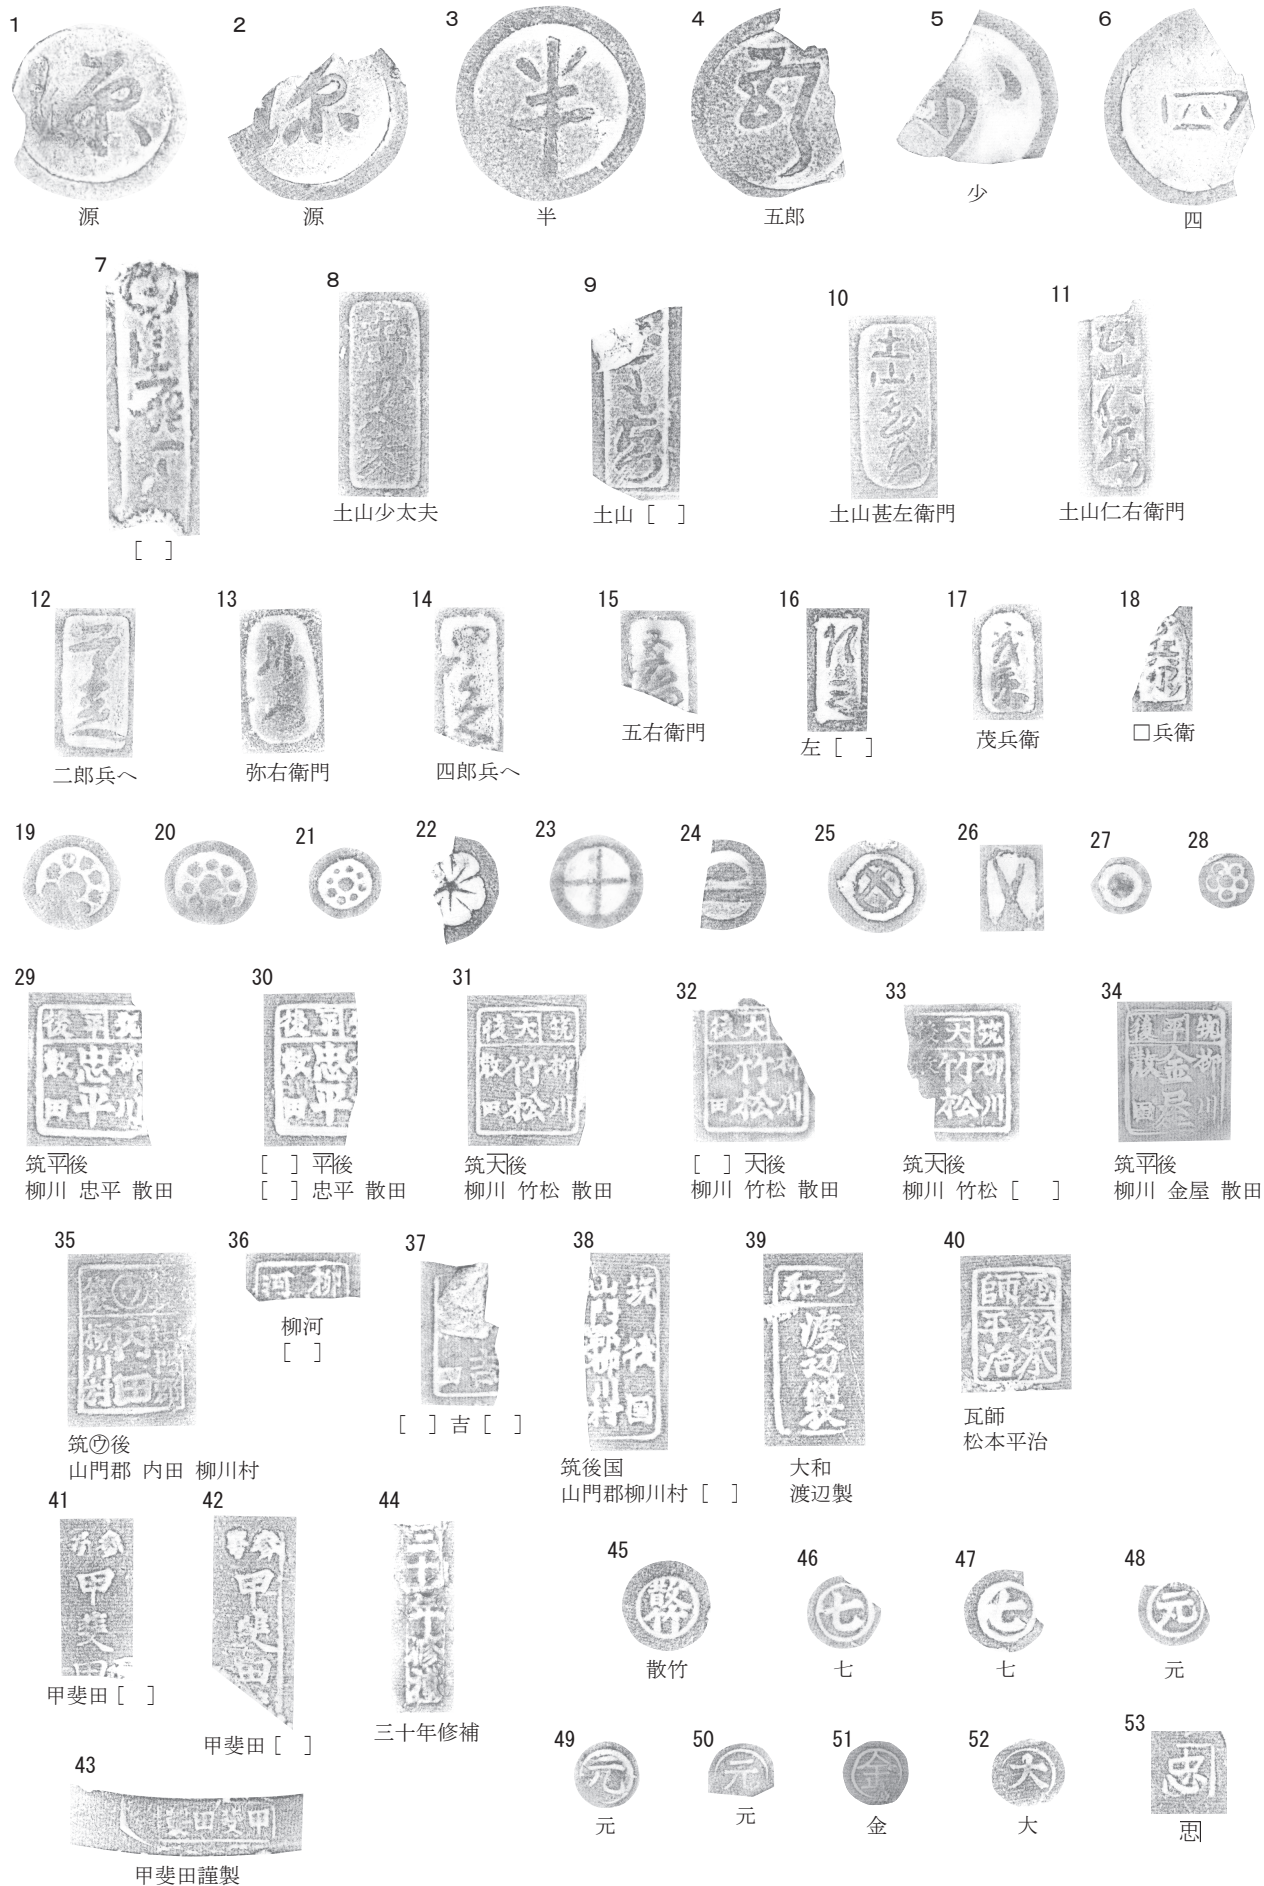 1 2 3 4 5 6
源 源 半 五郎 少 四
7 8 9 10 11
[ ] 土山少太夫 土山 [ ] 土山甚左衛門 土山仁右衛門
12 13 14 15 16 17 18
二郎兵へ 弥右衛門 四郎兵へ 五右衛門 左 [ ] 茂兵衛 □兵衛
19 20 21 22 23 24 25 26 27 28
29 30 31 32 33 34
筑平後 [ ] 平後 筑天後 [ ] 天後 筑天後 筑平後
柳川 忠平 散田 [ ] 忠平 散田 柳川 竹松 散田 柳川 竹松 散田 柳川 竹松 [ ] 柳川 金屋 散田
35 36 37 38 39 40
筑㋒後
山門郡 内田 柳川村
柳河
[ ]
[ ] 吉 [ ]
筑後国
山門郡柳川村 [ ]
大和
渡辺製
瓦師
松本平治
41 42 44
甲斐田 [ ] 甲斐田 [ ] 三十年修補
43
甲斐田謹製
45 46 47 48
散竹 七 七 元
49 50 51 52 53
元 元 金 大 忠